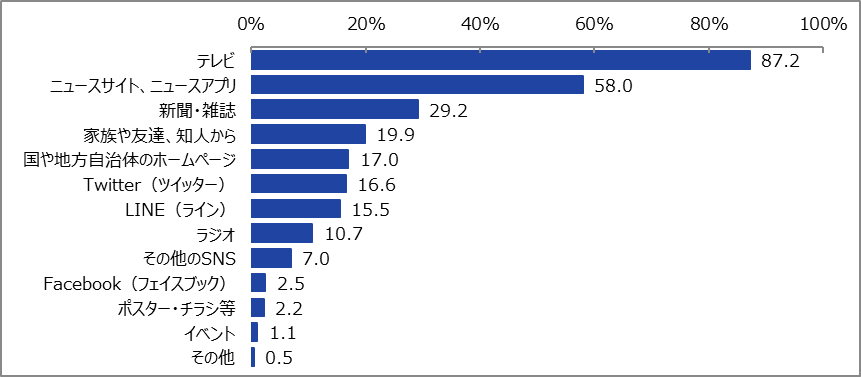 0% 20% 40% 60% 80% 100%
テレビ 87.2
ニュースサイト、ニュースアプリ 58.0
新聞・雑誌 29.2
家族や友達、知人から 19.9
国や地方自治体のホームページ 17.0
Twitter（ツイッター） 16.6
LINE（ライン） 15.5
ラジオ 10.7
その他のSNS 7.0
Facebook（フェイスブック） 2.5
ポスター・チラシ等 2.2
イベント 1.1
その他 0.5